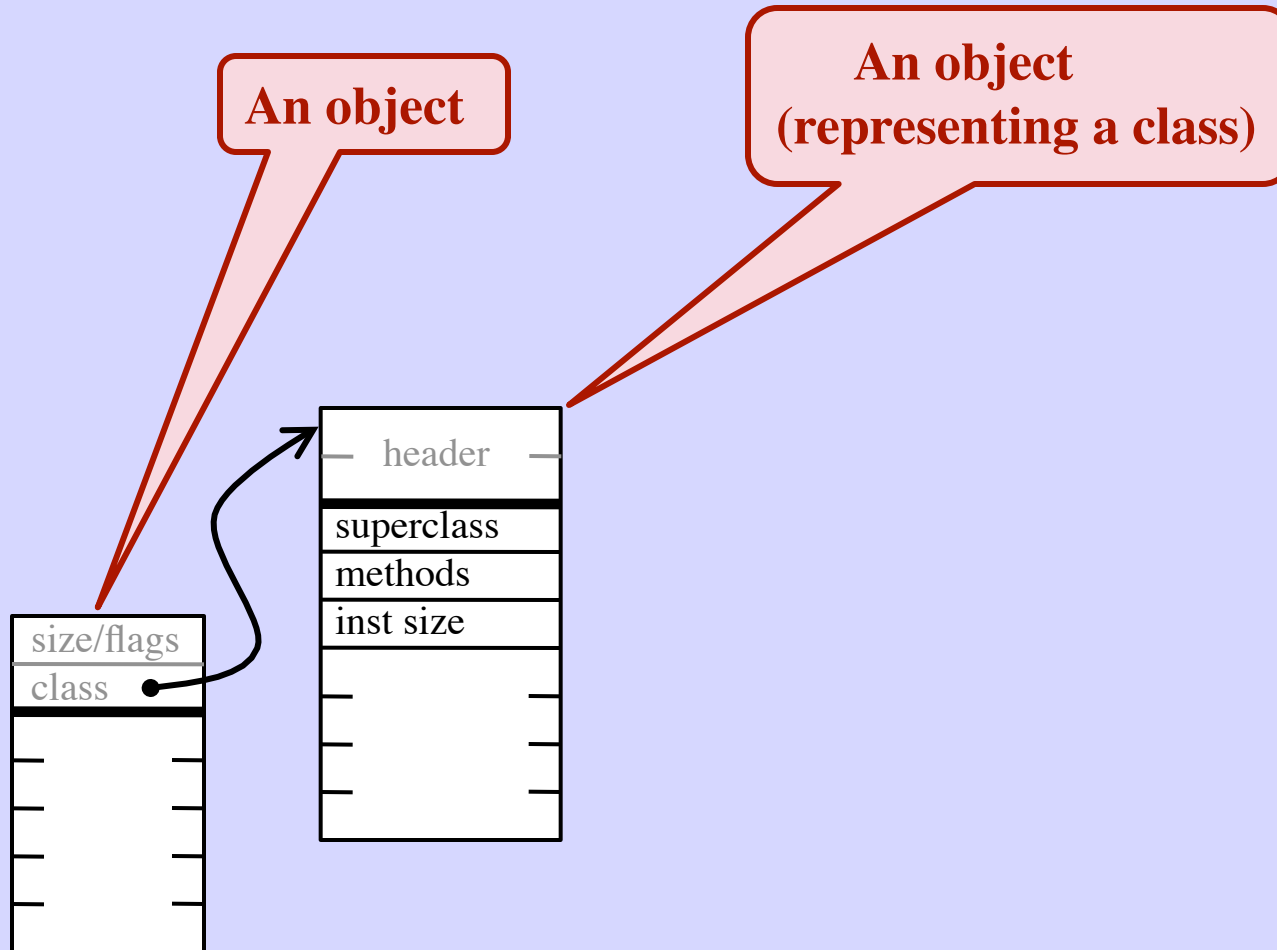 An object
An object
(representing a class)
header
superclass
methods
inst size
size/flags
class